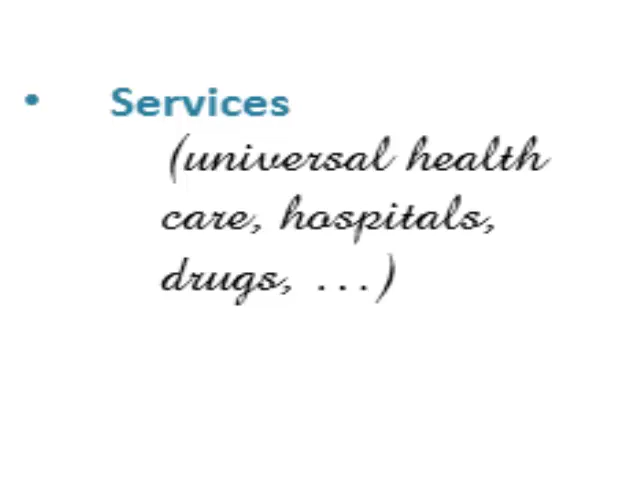 • Services
(universal health
care, hospitals,
drugs, ...)